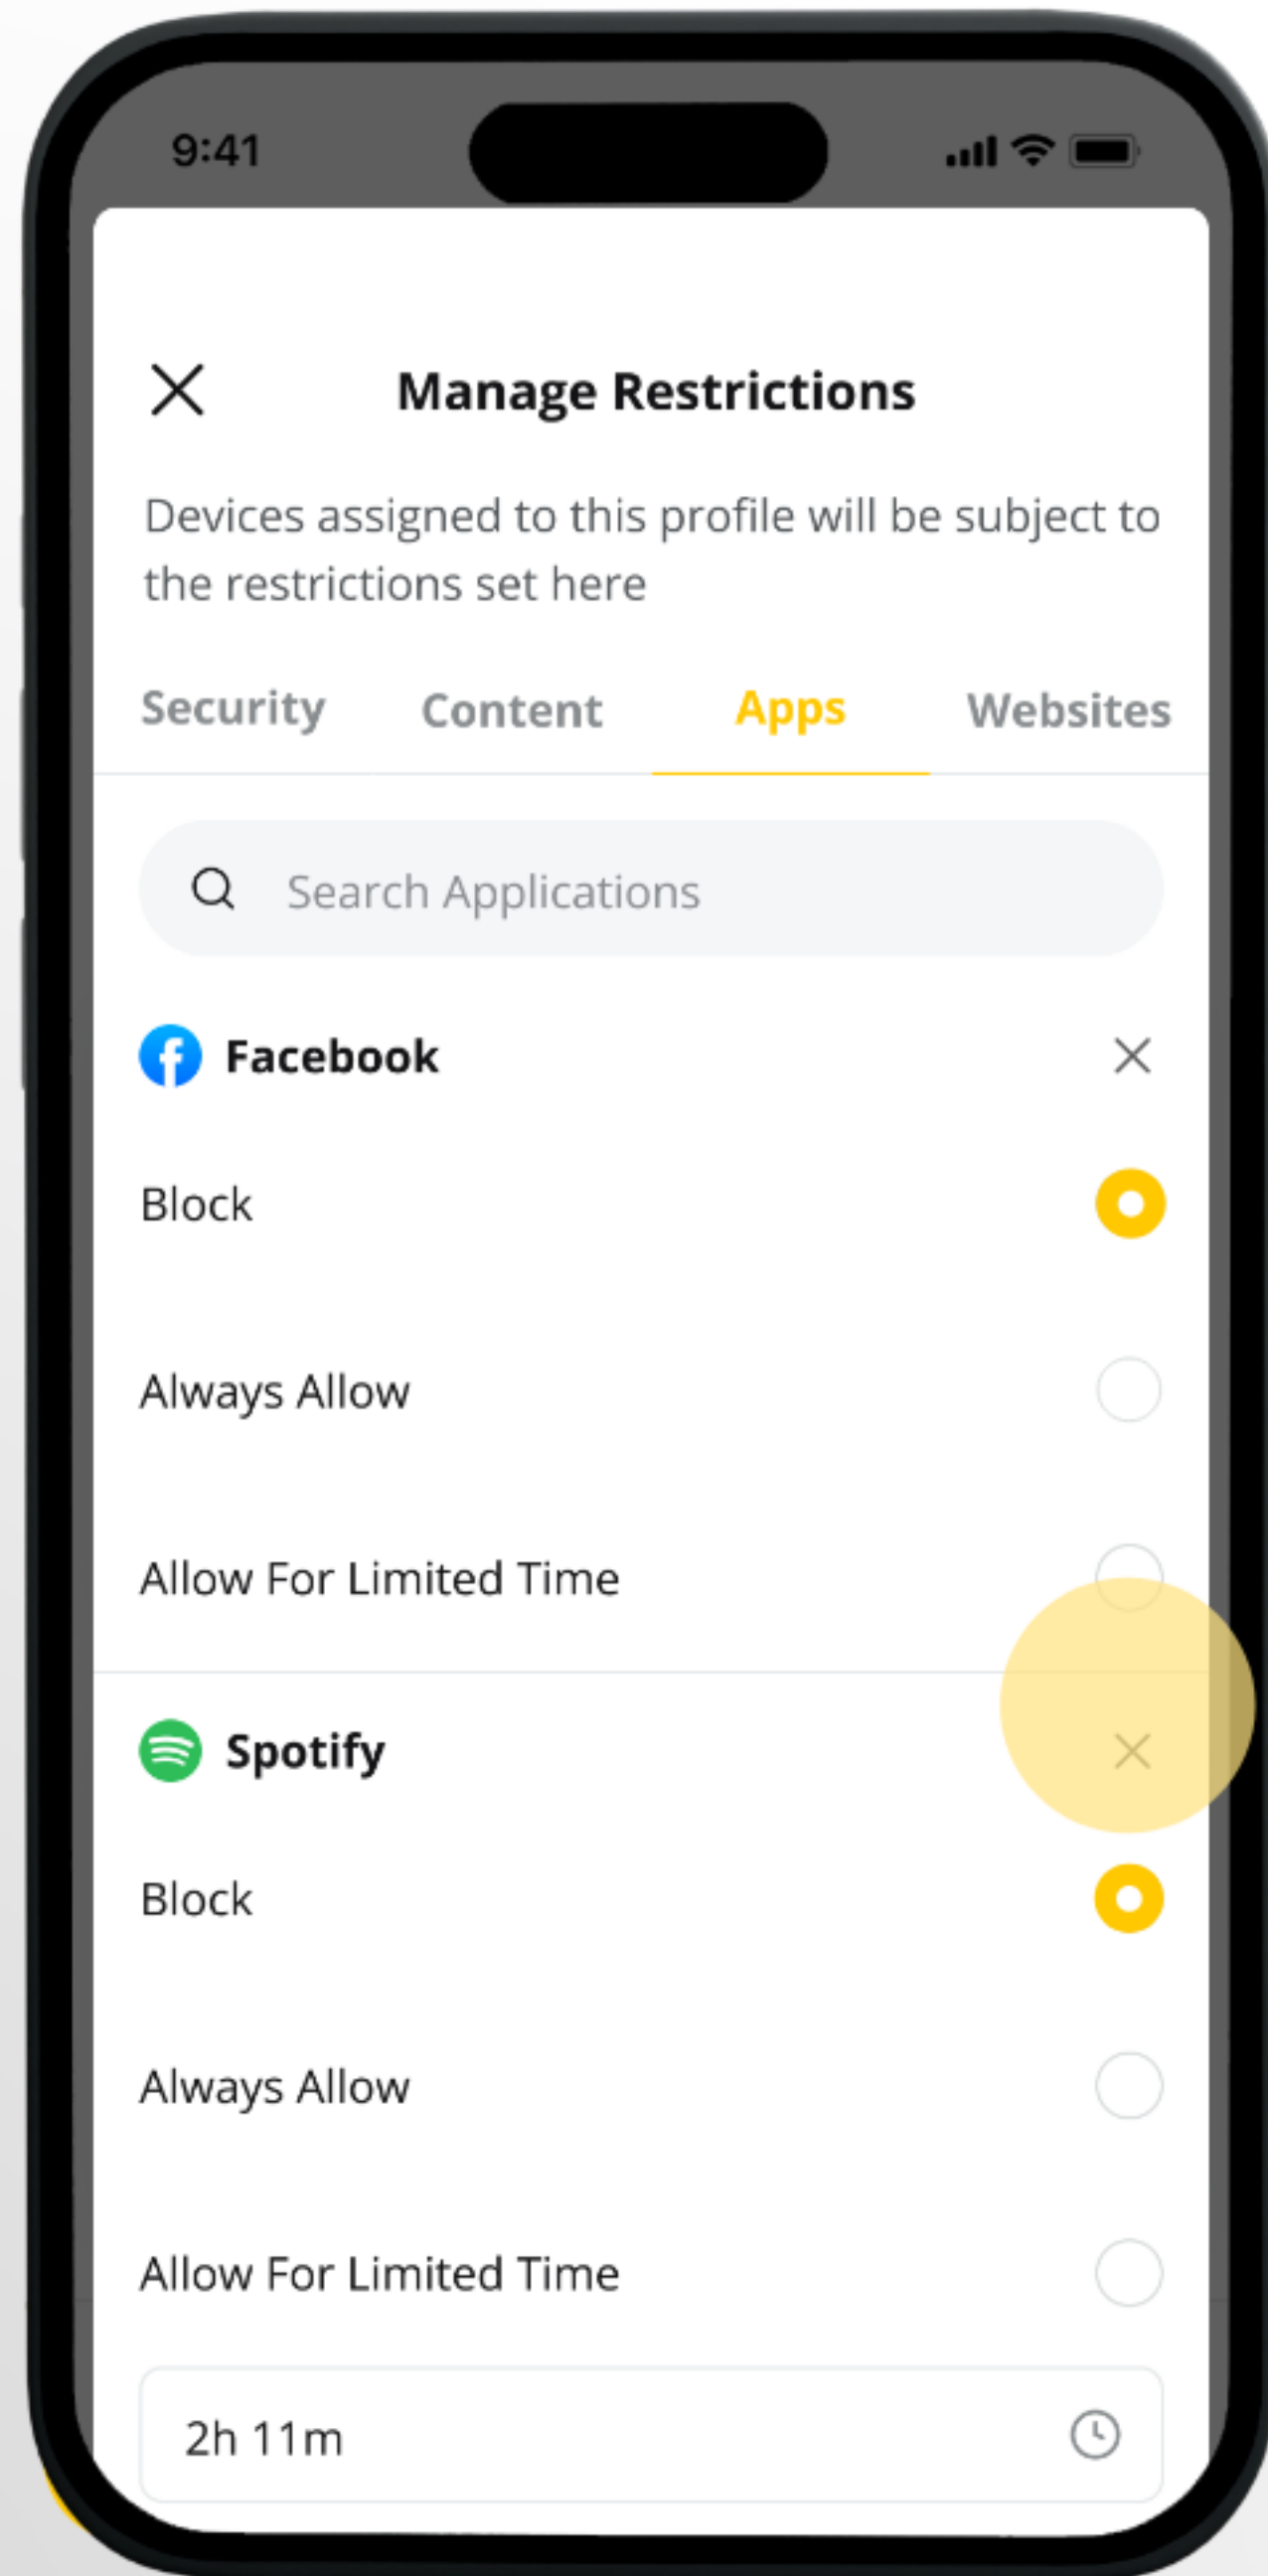 9:41
Manage Restrictions
Devices assigned to this profile will be subject to
the restrictions set here
Security Content Apps Websites
Search Applications
Facebook
Block
Always Allow
Allow For Limited Time
Spotify
Block
Always Allow
Allow For Limited Time
2h 11m